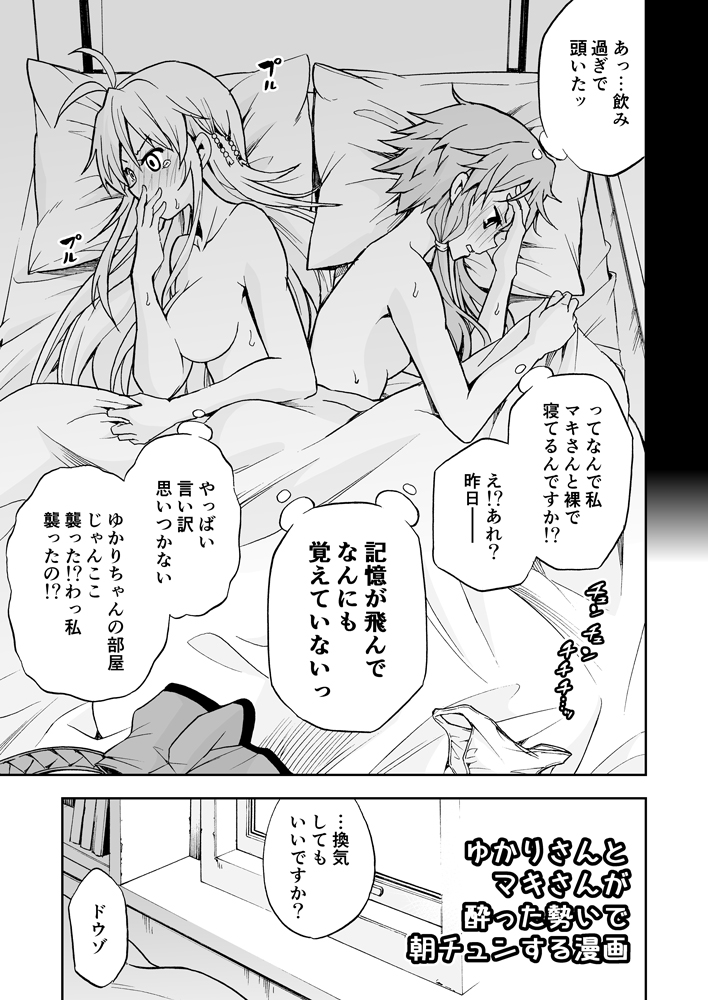 あっ…飲み
過ぎで
頭いたッ
プル
プル
ってなんで私
マキさんと裸で
寝てるんですか!?
え!?あれ?
昨日――
記憶が飛んで
なんにも
覚えていないっ
やっばい
言い訳
思いつかない
ゆかりちゃんの部屋
じゃんここ
襲った!?わっ私
襲ったの!?
チュン
チュン
チチチ…ッ
…換気
しても
いいですか?
ドウゾ
ゆかりさんと
マキさんが
酔った勢いで
朝チュンする漫画